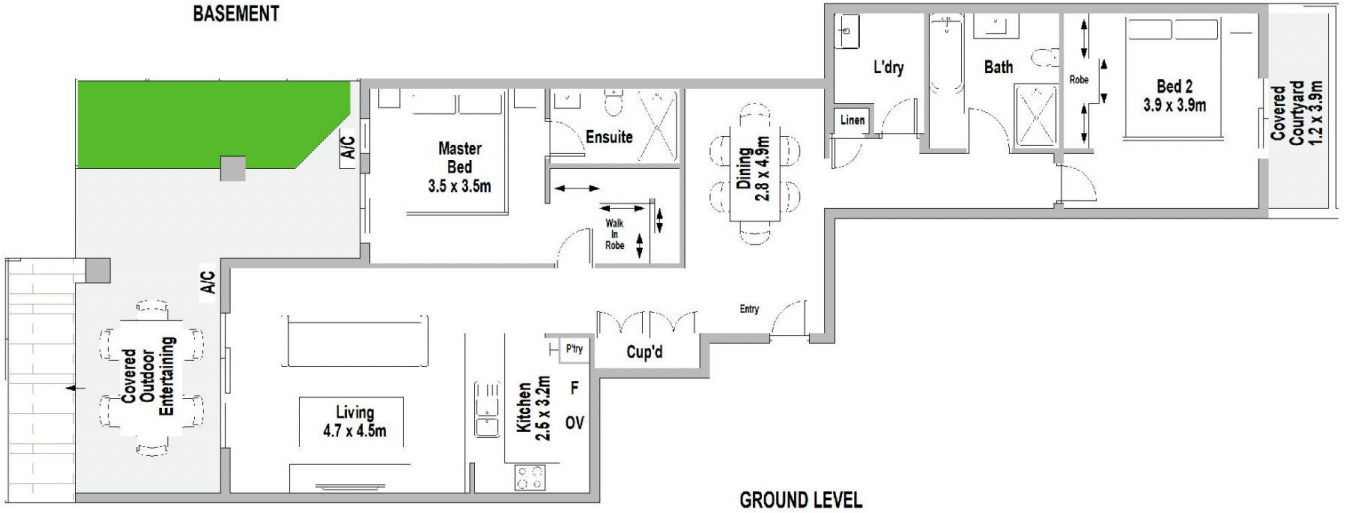 BASEMENT
L'dry
Bath
Robe
Bed 2
3.9 x 3.9m
Covered
Courtyard
1.2 x 3.9m
Linen
A/C
Master
Bed
3.5 x 3.5m
Ensuite
Dining
2.8 x 4.9m
Walk
In
Robe
A/C
Covered
Outdoor
Entertaining
Entry
Living
4.7 x 4.5m
Kitchen
2.5 x 3.2m
P'try
F
OV
Cup'd
GROUND LEVEL